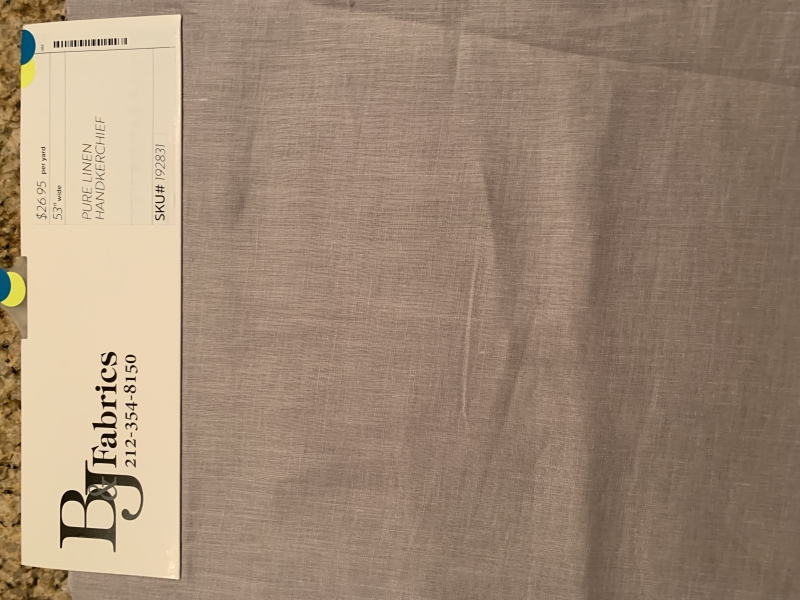 B&J Fabrics
212-354-8150
$26.95 per yard
53" wide
PURE LINEN
HANDKERCHIEF
SKU# 192831